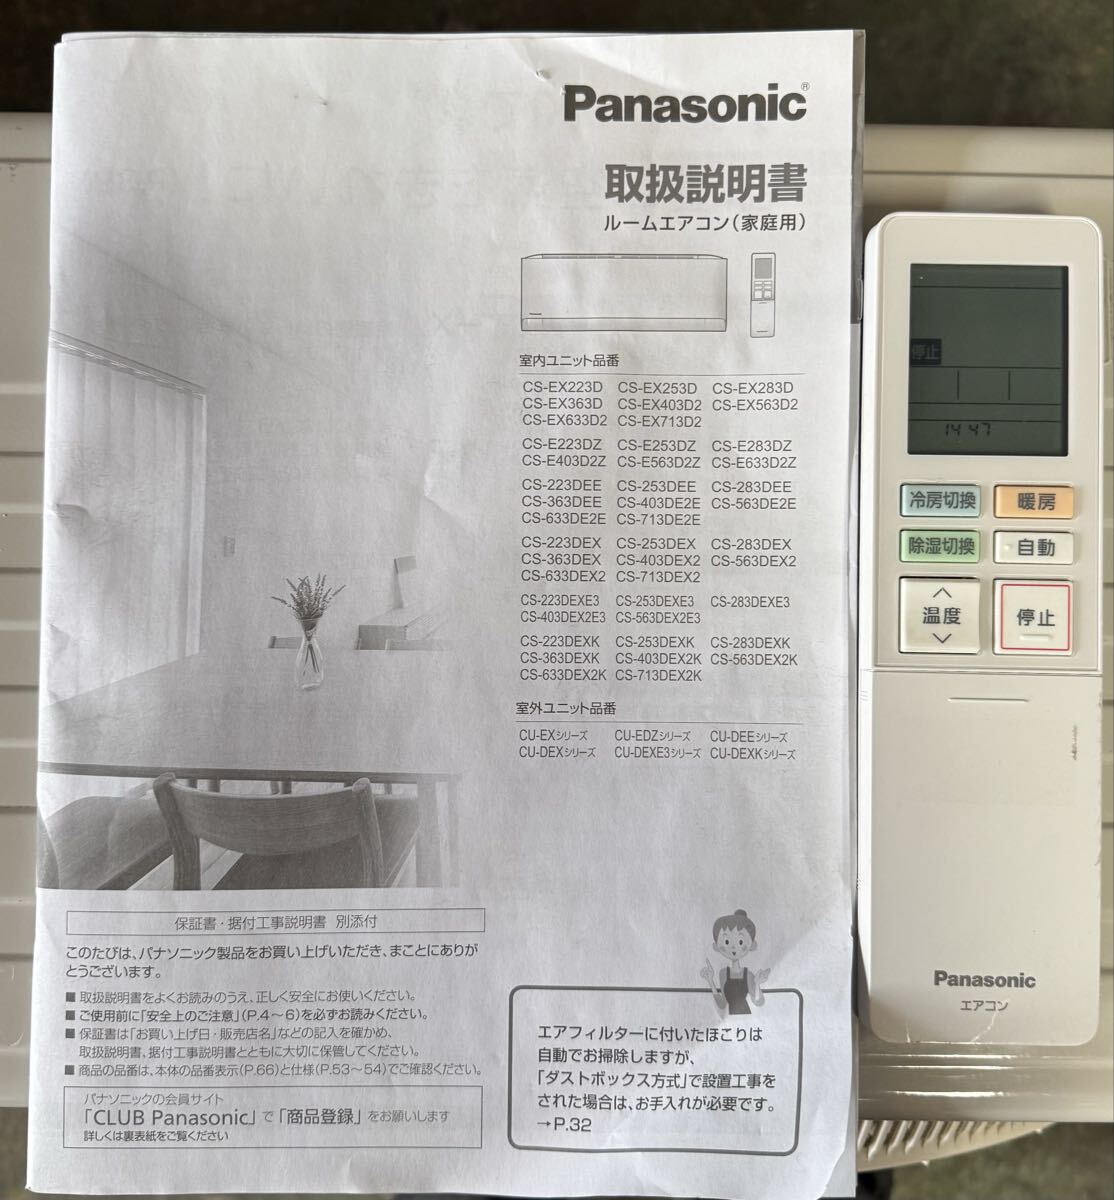 Panasonic®
取扱説明書
ルームエアコン(家庭用)
室内ユニット品番
CS-EX223D CS-EX253D CS-EX283D
CS-EX363D CS-EX403D2 CS-EX563D2
CS-EX633D2 CS-EX713D2
CS-E223DZ CS-E253DZ CS-E283DZ
CS-E403D2Z CS-E563D2Z CS-E633D2Z
CS-223DEE CS-253DEE CS-283DEE
CS-363DEE CS-403DE2E CS-563DE2E
CS-633DE2E CS-713DE2E
CS-223DEX CS-253DEX CS-283DEX
CS-363DEX CS-403DEX2 CS-563DEX2
CS-633DEX2 CS-713DEX2
CS-223DEXE3 CS-253DEXE3 CS-283DEXE3
CS-403DEX2E3 CS-563DEX2E3
CS-223DEXK CS-253DEXK CS-283DEXK
CS-363DEXK CS-403DEX2K CS-563DEX2K
CS-633DEX2K CS-713DEX2K
室外ユニット品番
CU-EXシリーズ CU-EDZシリーズ CU-DEEシリーズ
CU-DEXシリーズ CU-DEXE3シリーズ CU-DEXKシリーズ
保証書・据付工事説明書 別添付
このたびは、パナソニック製品をお買い上げいただき、まことにありが
とうございます。
■ 取扱説明書をよくお読みのうえ、正しく安全にお使いください。
■ ご使用前に「安全上のご注意」(P.4～6)を必ずお読みください。
■ 保証書は「お買い上げ日・販売店名」などの記入を確かめ、
取扱説明書、据付工事説明書とともに大切に保管してください。
■ 商品の品番は、本体の品番表示(P.66)と仕様(P.53～54)でご確認ください。
パナソニックの会員サイト
「CLUB Panasonic」で「商品登録」をお願いします
詳しくは裏表紙をご覧ください
エアフィルターに付いたほこりは
自動でお掃除しますが、
「ダストボックス方式」で設置工事を
された場合は、お手入れが必要です。
→P.32
停止
14:47
冷房切換 暖房
除湿切換 自動
温度 停止
Panasonic
エアコン